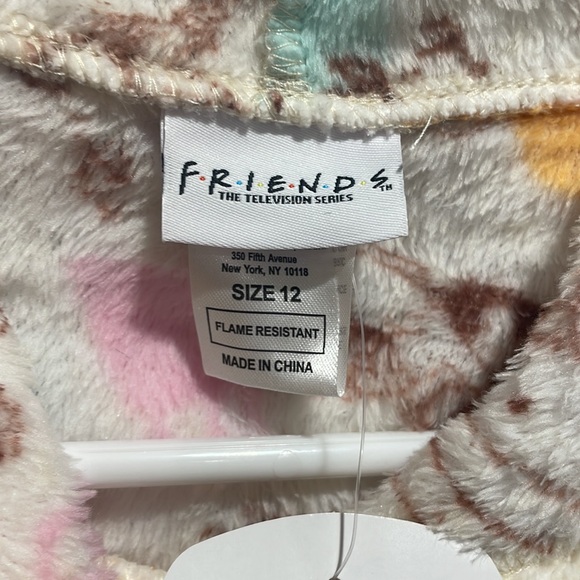 F·R·I·E·N·D·S TM
THE TELEVISION SERIES
350 Fifth Avenue
New York, NY 10118
SIZE 12
FLAME RESISTANT
MADE IN CHINA